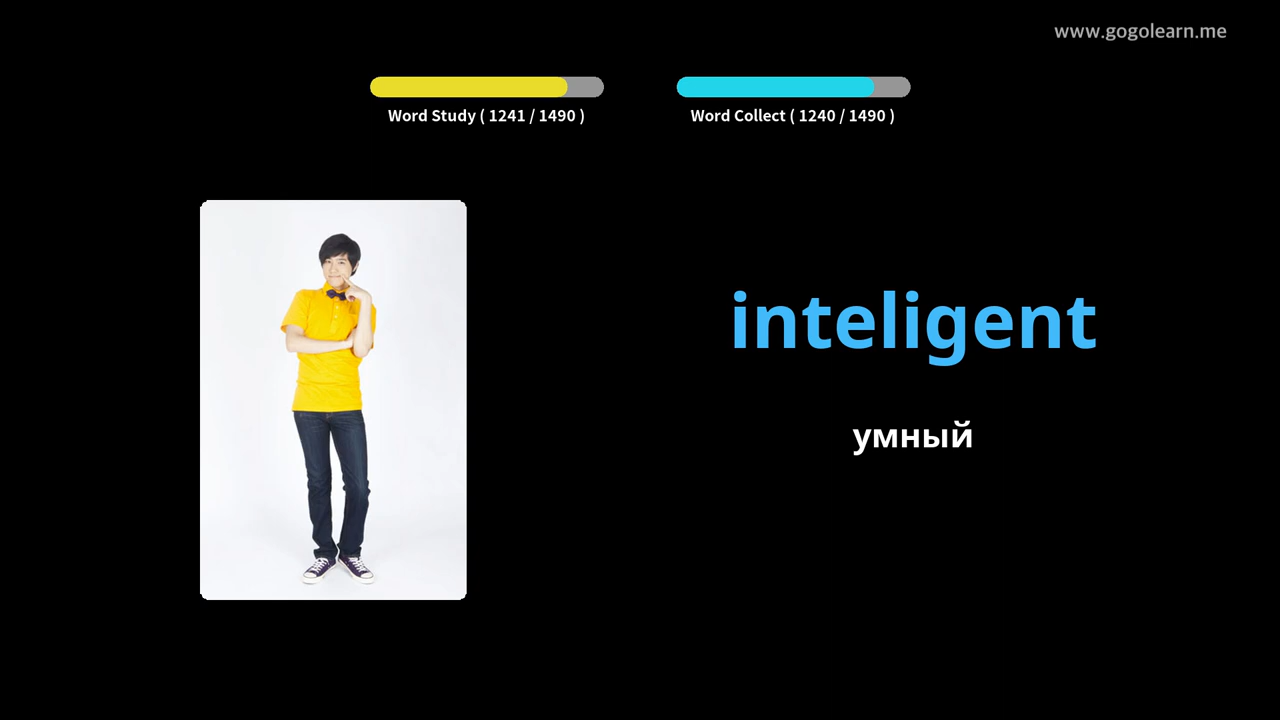 www.gogolearn.me
Word Study ( 1241 / 1490 )
Word Collect ( 1240 / 1490 )
inteligent
умный